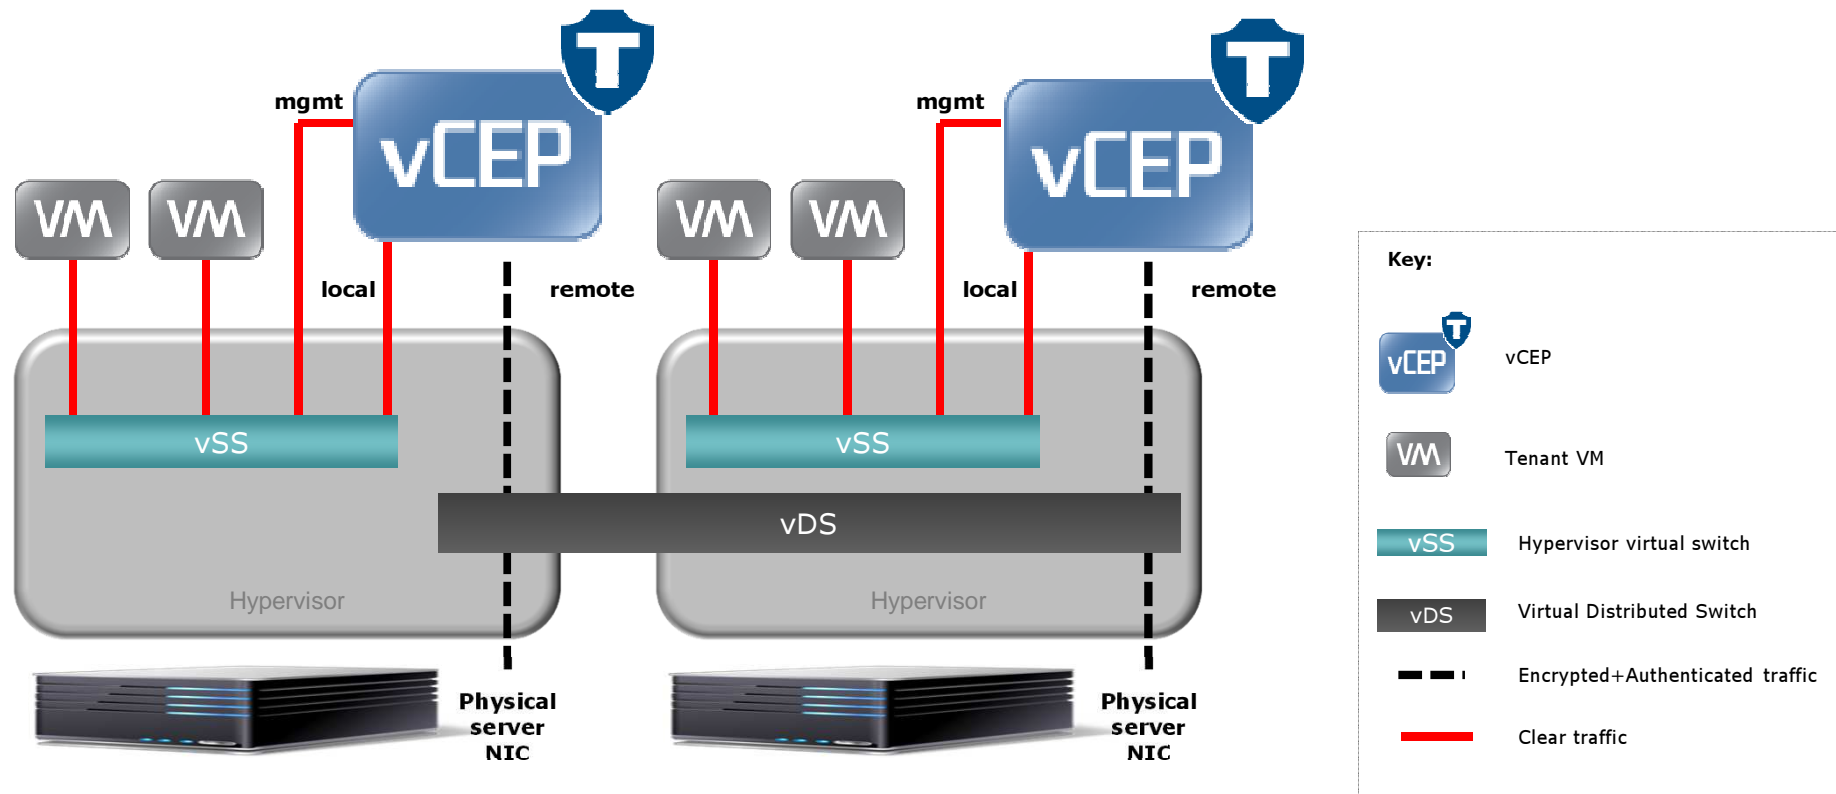 T
T
mgmt
vCEP
mgmt
vCEP
VM
VM
VM
VM
local
remote
local
remote
vSS
vSS
vDS
Hypervisor
Hypervisor
Physical
server
NIC
Physical
server
NIC
Key:
T
vCEP
vCEP
VM
Tenant VM
vSS
Hypervisor virtual switch
vDS
Virtual Distributed Switch
Encrypted+Authenticated traffic
Clear traffic